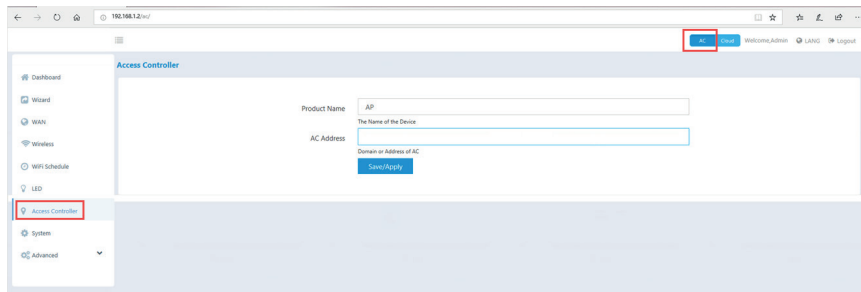 192.168.1.2/ac/
AC Cloud Welcome,Admin LANG Logout
Access Controller
Dashboard
Wizard
WAN
Wireless
WiFi Schedule
LED
Access Controller
System
Advanced
Product Name AP
The Name of the Device
AC Address
Domain or Address of AC
Save/Apply